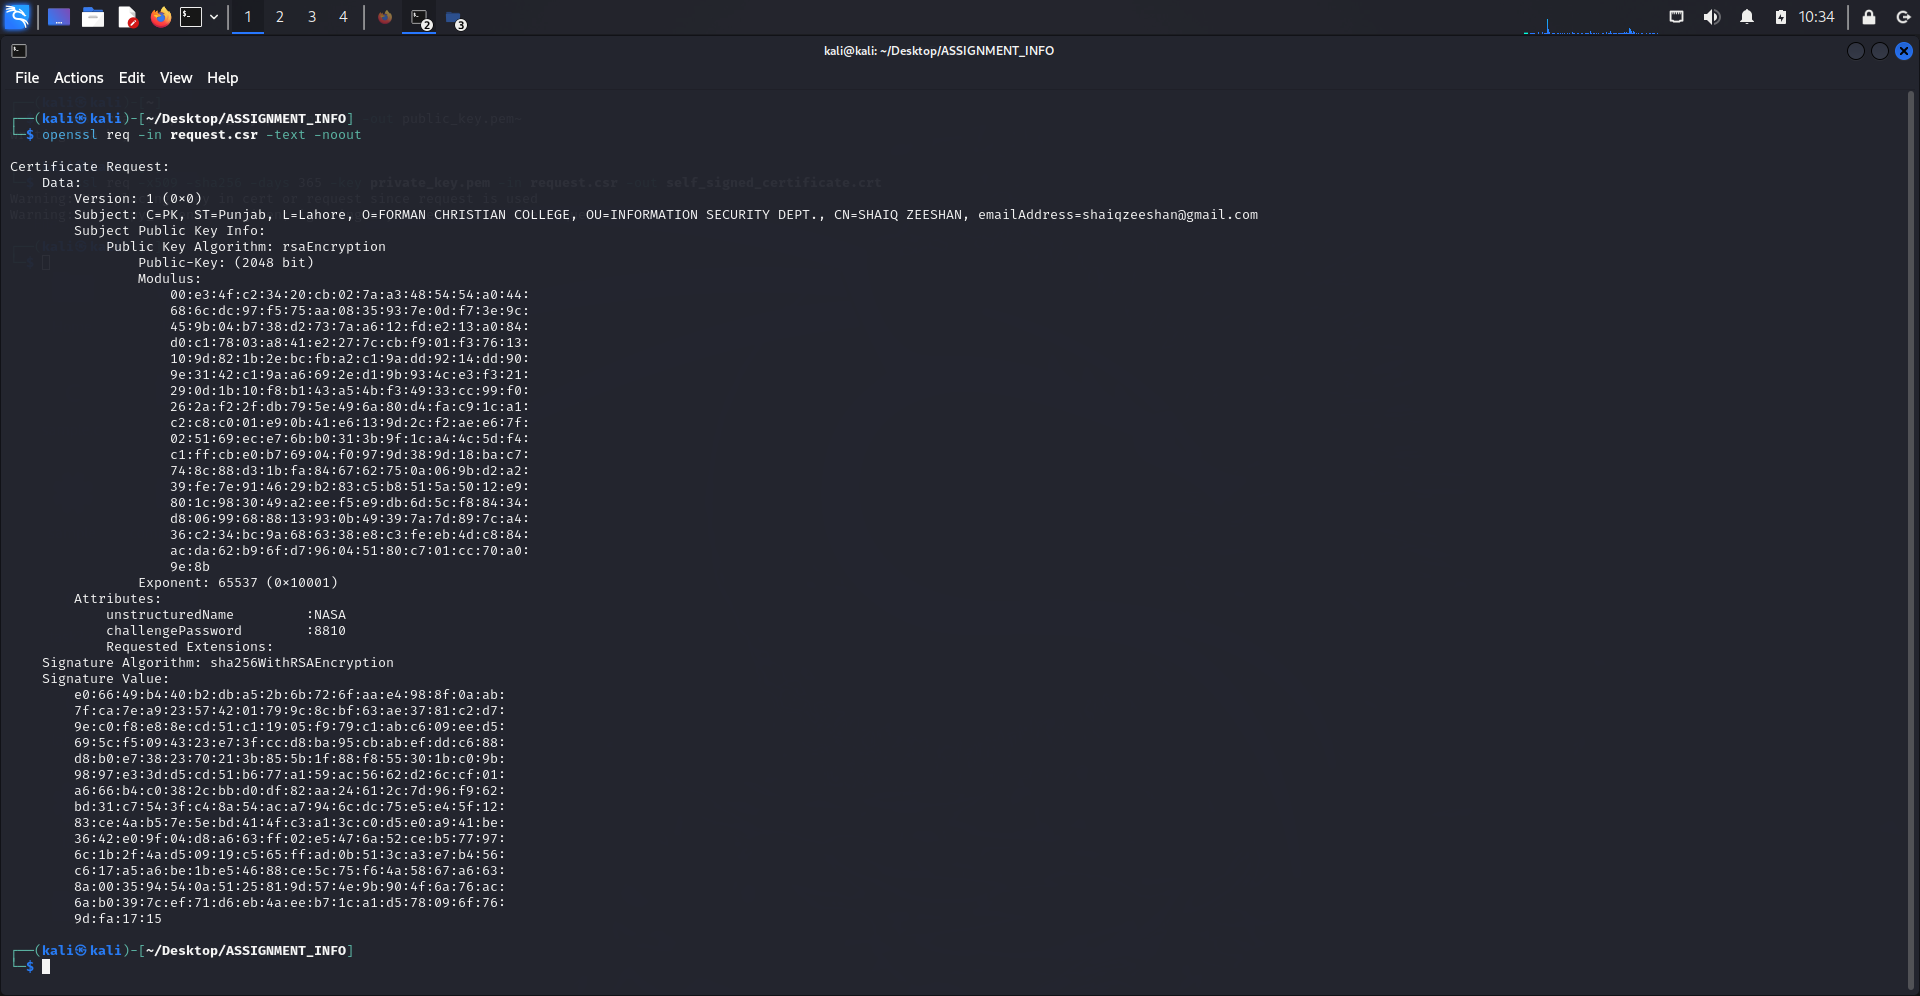 1 2 3 4 2 3 10:34
kali@kali: ~/Desktop/ASSIGNMENT_INFO
File Actions Edit View Help
┌──(kali㉿kali)-[~/Desktop/ASSIGNMENT_INFO]
└─$ openssl req -in request.csr -text -noout
Certificate Request:
Data:
Version: 1 (0×0)
Subject: C=PK, ST=Punjab, L=Lahore, O=FORMAN CHRISTIAN COLLEGE, OU=INFORMATION SECURITY DEPT., CN=SHAIQ ZEESHAN, emailAddress=shaiqzeeshan@gmail.com
Subject Public Key Info:
Public Key Algorithm: rsaEncryption
Public-Key: (2048 bit)
Modulus:
00:e3:4f:c2:34:20:cb:02:7a:a3:48:54:54:a0:44:
68:6c:dc:97:f5:75:aa:08:35:93:7e:0d:f7:3e:9c:
45:9b:04:b7:38:d2:73:7a:a6:12:fd:e2:13:a0:84:
d0:c1:78:03:a8:41:e2:27:7c:cb:f9:01:f3:76:13:
10:9d:82:1b:2e:bc:fb:a2:c1:9a:dd:92:14:dd:90:
9e:31:42:c1:9a:a6:69:2e:d1:9b:93:4c:e3:f3:21:
29:0d:1b:10:f8:b1:43:a5:4b:f3:49:33:cc:99:f0:
26:2a:f2:2f:db:79:5e:49:6a:80:d4:fa:c9:1c:a1:
c2:c8:c0:01:e9:0b:41:e6:13:9d:2c:f2:ae:e6:7f:
02:51:69:ec:e7:6b:b0:31:3b:9f:1c:a4:4c:5d:f4:
c1:ff:cb:e0:b7:69:04:f0:97:9d:38:9d:18:ba:c7:
74:8c:88:d3:1b:fa:84:67:62:75:0a:06:9b:d2:a2:
39:fe:7e:91:46:29:b2:83:c5:b8:51:5a:50:12:e9:
80:1c:98:30:49:a2:ee:f5:e9:db:6d:5c:f8:84:34:
d8:06:99:68:88:13:93:0b:49:39:7a:7d:89:7c:a4:
36:c2:34:bc:9a:68:63:38:e8:c3:fe:eb:4d:c8:84:
ac:da:62:b9:6f:d7:96:04:51:80:c7:01:cc:70:a0:
9e:8b
Exponent: 65537 (0×10001)
Attributes:
unstructuredName :NASA
challengePassword :8810
Requested Extensions:
Signature Algorithm: sha256WithRSAEncryption
Signature Value:
e0:66:49:b4:40:b2:db:a5:2b:6b:72:6f:aa:e4:98:8f:0a:ab:
7f:ca:7e:a9:23:57:42:01:79:9c:8c:bf:63:ae:37:81:c2:d7:
9e:c0:f8:e8:8e:cd:51:c1:19:05:f9:79:c1:ab:c6:09:ee:d5:
69:5c:f5:09:43:23:e7:3f:cc:d8:ba:95:cb:ab:ef:dd:c6:88:
d8:b0:e7:38:23:70:21:3b:85:5b:1f:88:f8:55:30:1b:c0:9b:
98:97:e3:3d:d5:cd:51:b6:77:a1:59:ac:56:62:d2:6c:cf:01:
a6:66:b4:c0:38:2c:bb:d0:df:82:aa:24:61:2c:7d:96:f9:62:
bd:31:c7:54:3f:c4:8a:54:ac:a7:94:6c:dc:75:e5:e4:5f:12:
83:ce:4a:b5:7e:5e:bd:41:4f:c3:a1:3c:c0:d5:e0:a9:41:be:
36:42:e0:9f:04:d8:a6:63:ff:02:e5:47:6a:52:ce:b5:77:97:
6c:1b:2f:4a:d5:09:19:c5:65:ff:ad:0b:51:3c:a3:e7:b4:56:
c6:17:a5:a6:be:1b:e5:46:88:ce:5c:75:f6:4a:58:67:a6:63:
8a:00:35:94:54:0a:51:25:81:9d:57:4e:9b:90:4f:6a:76:ac:
6a:b0:39:7c:ef:71:d6:eb:4a:ee:b7:1c:a1:d5:78:09:6f:76:
9d:fa:17:15
┌──(kali㉿kali)-[~/Desktop/ASSIGNMENT_INFO]
└─$